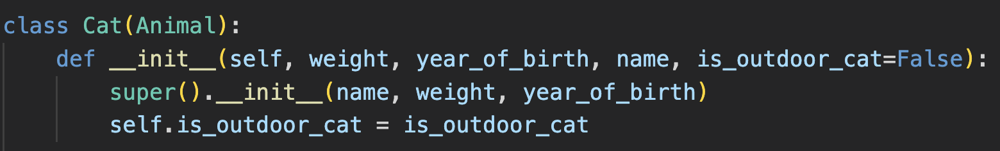 class Cat(Animal):
    def __init__(self, weight, year_of_birth, name, is_outdoor_cat=False):
        super().__init__(name, weight, year_of_birth)
        self.is_outdoor_cat = is_outdoor_cat